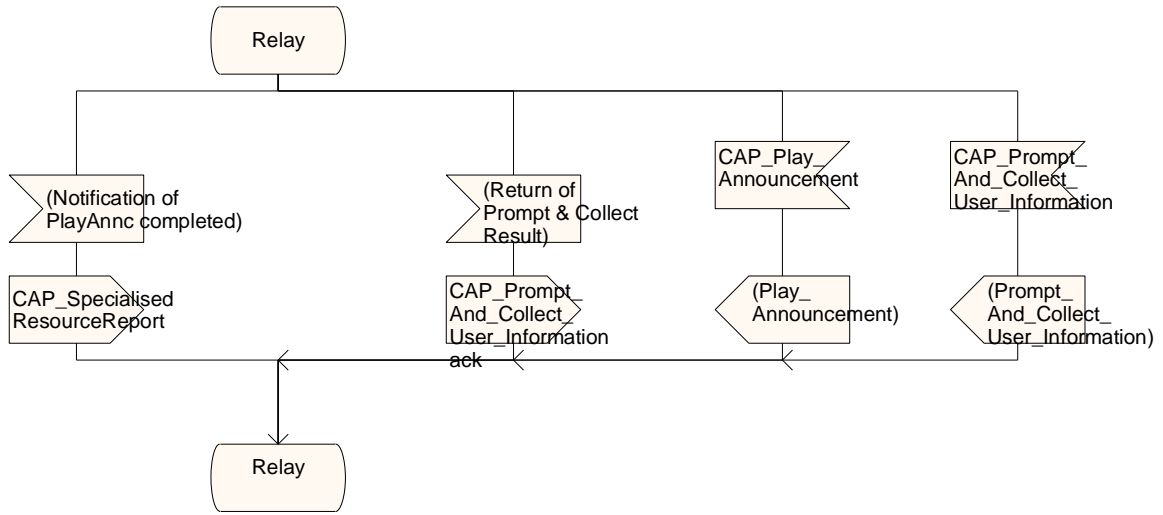 Relay
(Notification of
PlayAnnc completed)
(Return of
Prompt & Collect
Result)
CAP_Play_
Announcement
CAP_Prompt_
And_Collect_
User_Information
CAP_Specialised
ResourceReport
CAP_Prompt_
And_Collect_
User_Information
ack
(Play_
Announcement)
(Prompt_
And_Collect_
User_Information)
Relay